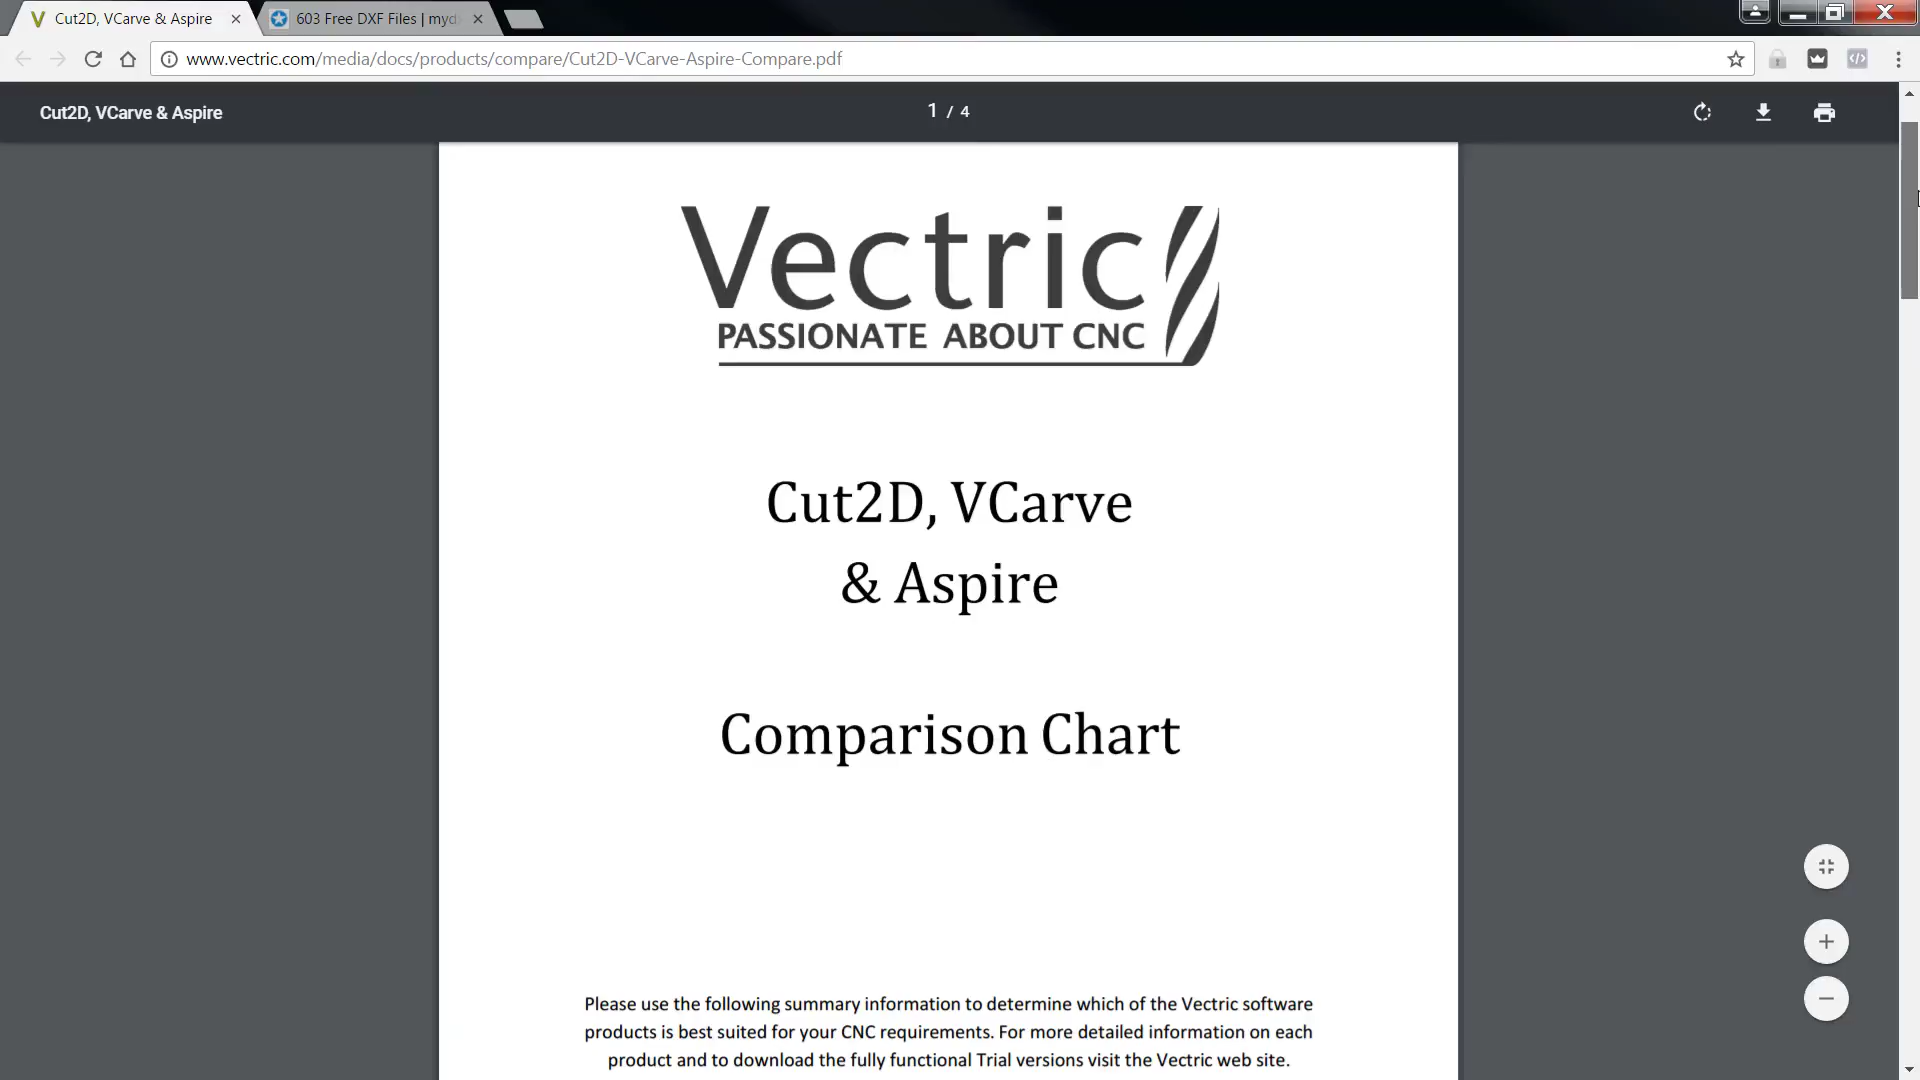 Cut2D, VCarve & Aspire
603 Free DXF Files | myd
www.vectric.com/media/docs/products/compare/Cut2D-VCarve-Aspire-Compare.pdf
Cut2D, VCarve & Aspire
1 / 4
Vectric
PASSIONATE ABOUT CNC
Cut2D, VCarve
& Aspire
Comparison Chart
Please use the following summary information to determine which of the Vectric software
products is best suited for your CNC requirements. For more detailed information on each
product and to download the fully functional Trial versions visit the Vectric web site.